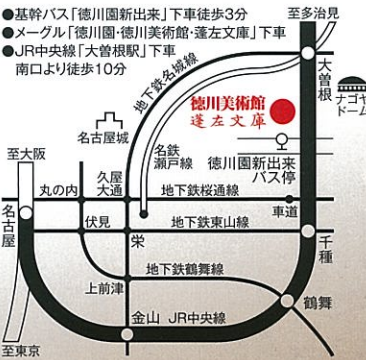 ●基幹バス「徳川園新出来」下車徒歩3分
●メーグル「徳川園・徳川美術館・蓬左文庫」下車
●JR中央線「大曽根駅」下車
南口より徒歩10分
至多治見
地下鉄名城線
大曽根
ナゴヤドーム
徳川美術館
蓬左文庫
名古屋城
名鉄瀬戸線
徳川園新出来
バス停
至大阪
丸の内
久屋大通
地下鉄桜通線
車道
名古屋
伏見
栄
地下鉄東山線
千種
地下鉄鶴舞線
上前津
鶴舞
金山
JR中央線
至東京